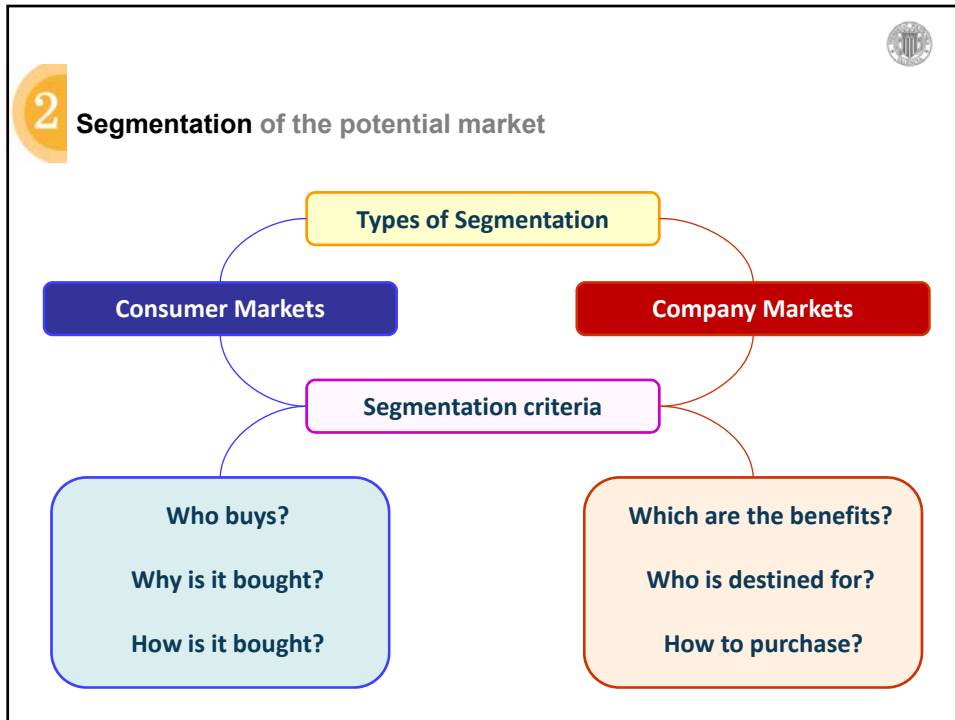 2
Segmentation of the potential market
Types of Segmentation
Consumer Markets
Company Markets
Segmentation criteria
Who buys?
Why is it bought?
How is it bought?
Which are the benefits?
Who is destined for?
How to purchase?